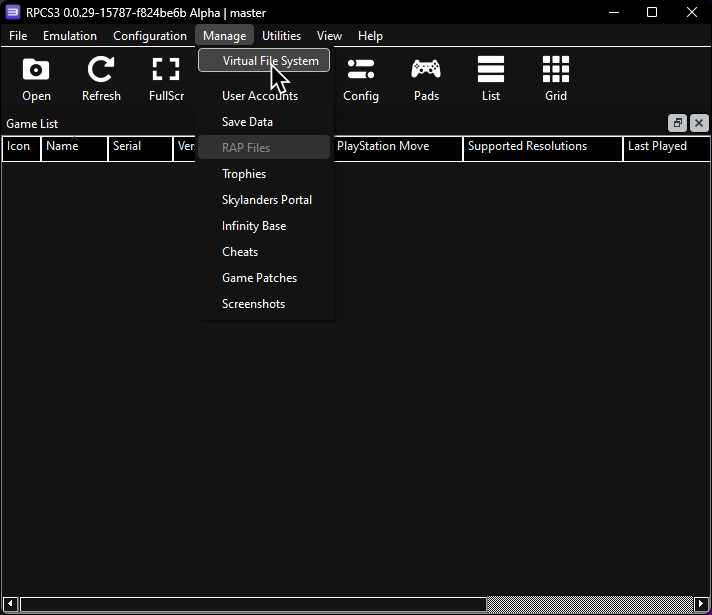 RPCS3 0.0.29-15787-f824be6b Alpha | master
File Emulation Configuration Manage Utilities View Help
Open Refresh FullScr Config Pads List Grid
Virtual File System
User Accounts
Save Data
RAP Files
Trophies
Skylanders Portal
Infinity Base
Cheats
Game Patches
Screenshots
Game List
Icon Name Serial Ver PlayStation Move Supported Resolutions Last Played